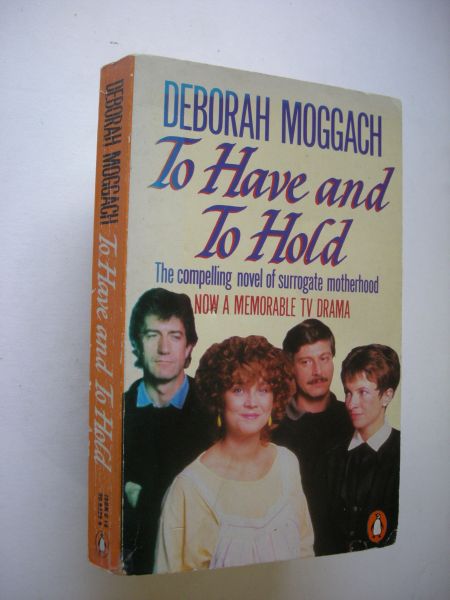 DEBORAH MOGGACH
To Have and
To Hold
The compelling novel of surrogate motherhood
NOW A MEMORABLE TV DRAMA
DEBORAH MOGGACH To Have and To Hold